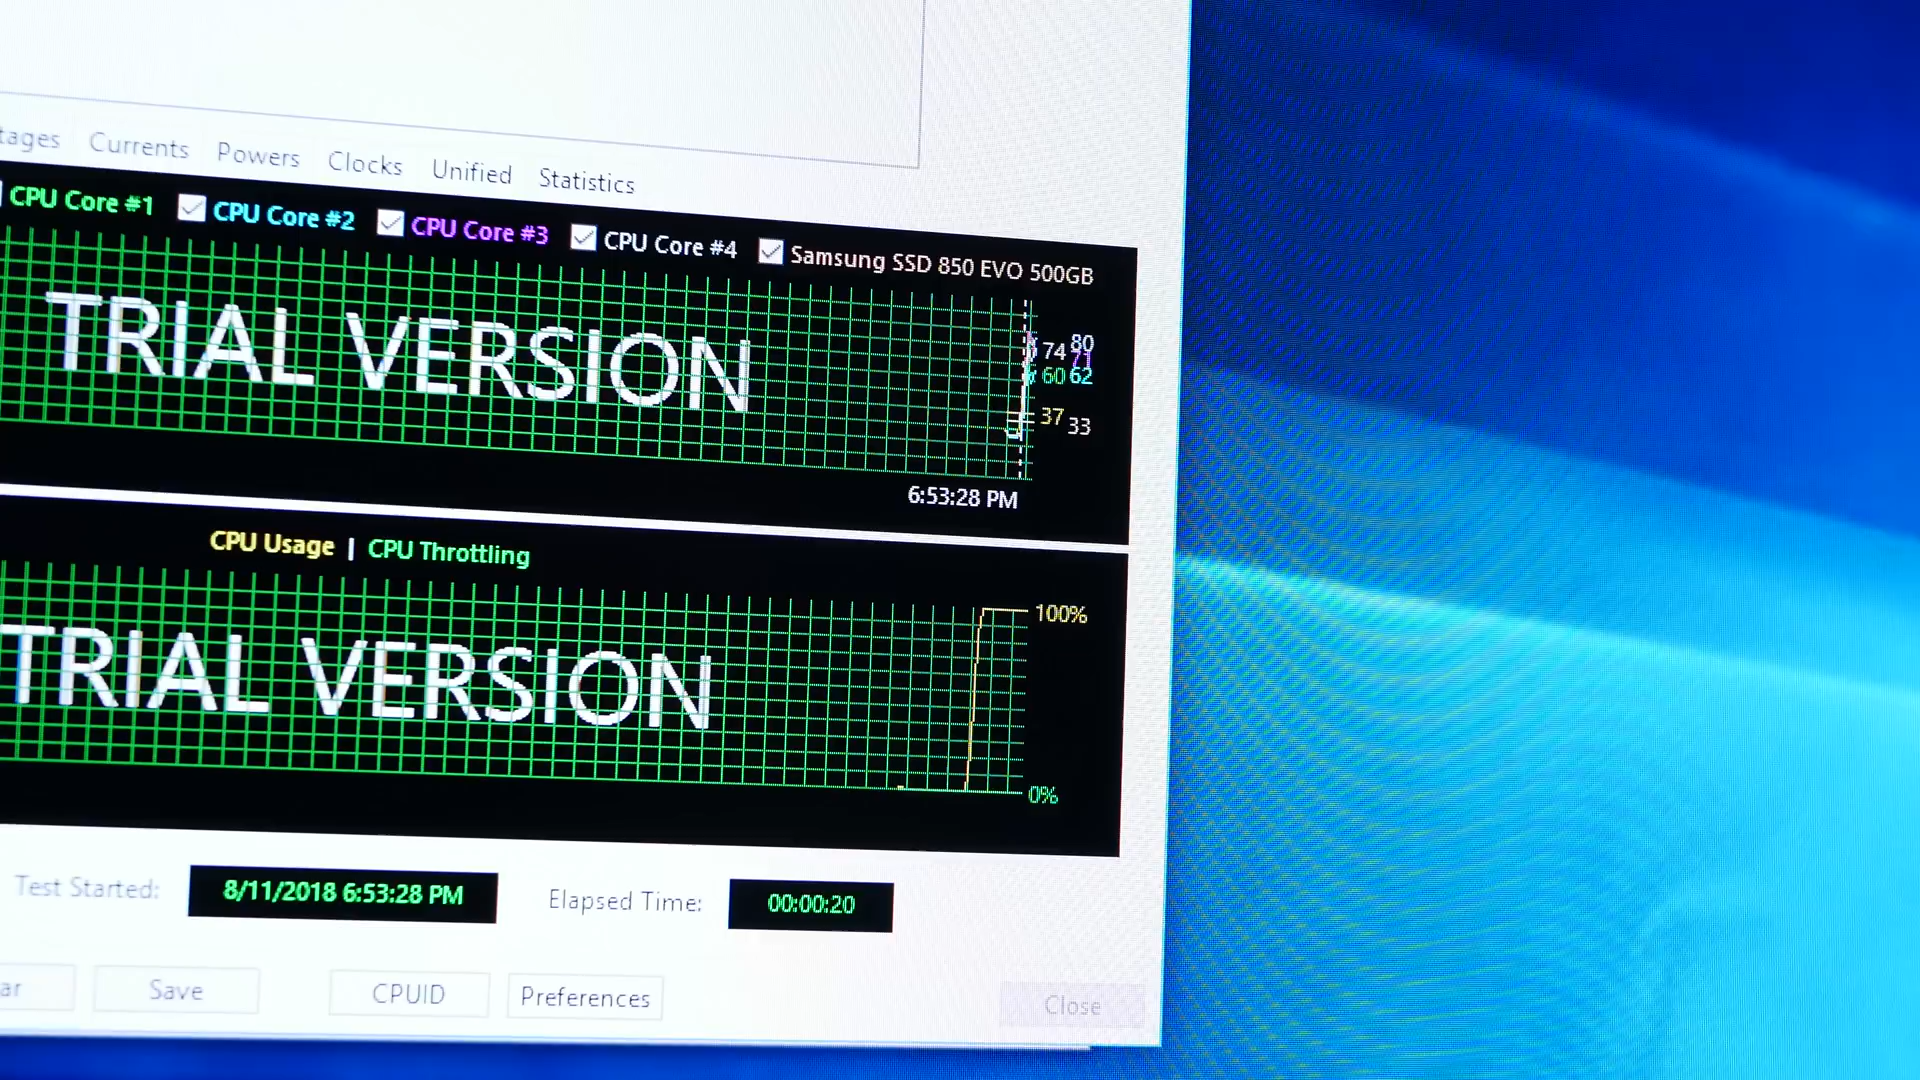 tages Currents Powers Clocks Unified Statistics
CPU Core #1 CPU Core #2 CPU Core #3 CPU Core #4 Samsung SSD 850 EVO 500GB
TRIAL VERSION
74 80
71
60 62
37 33
6:53:28 PM
CPU Usage | CPU Throttling
100%
TRIAL VERSION
0%
Test Started: 8/11/2018 6:53:28 PM Elapsed Time: 00:00:20
ar Save CPUID Preferences Close